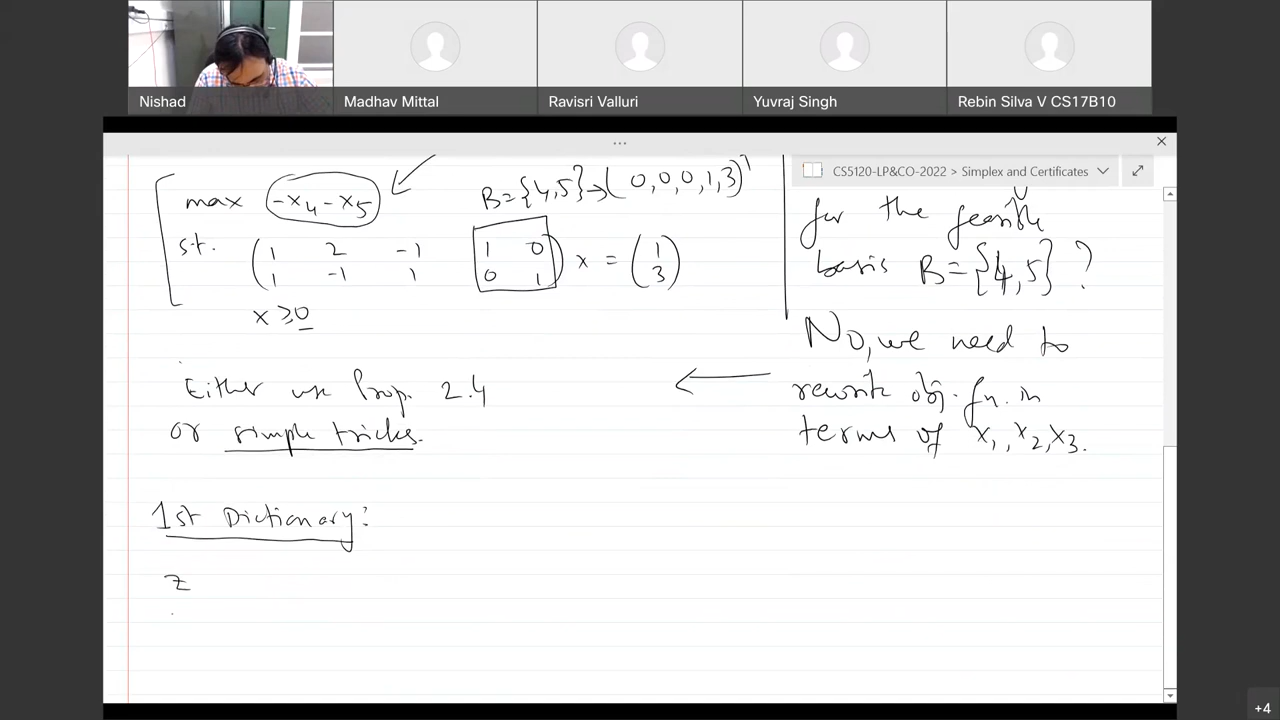 Nishad
Madhav Mittal
Ravisri Valluri
Yuvraj Singh
Rebin Silva V CS17B10
CS5120-LP&CO-2022 > Simplex and Certificates
max -x₄-x₅
B={4,5}→(0,0,0,1,3)ᵀ
s.t. ( 1 2 -1 1 0 ) x = ( 1 )
( 1 -1 1 0 1 ) ( 3 )
x ≥ 0
for the feasible
basis B={4,5}?
No, we need to
rewrite obj. fn. in
terms of x₁, x₂, x₃.
Either use Prop. 2.4
or simple tricks.
1st Dictionary:
z
+4